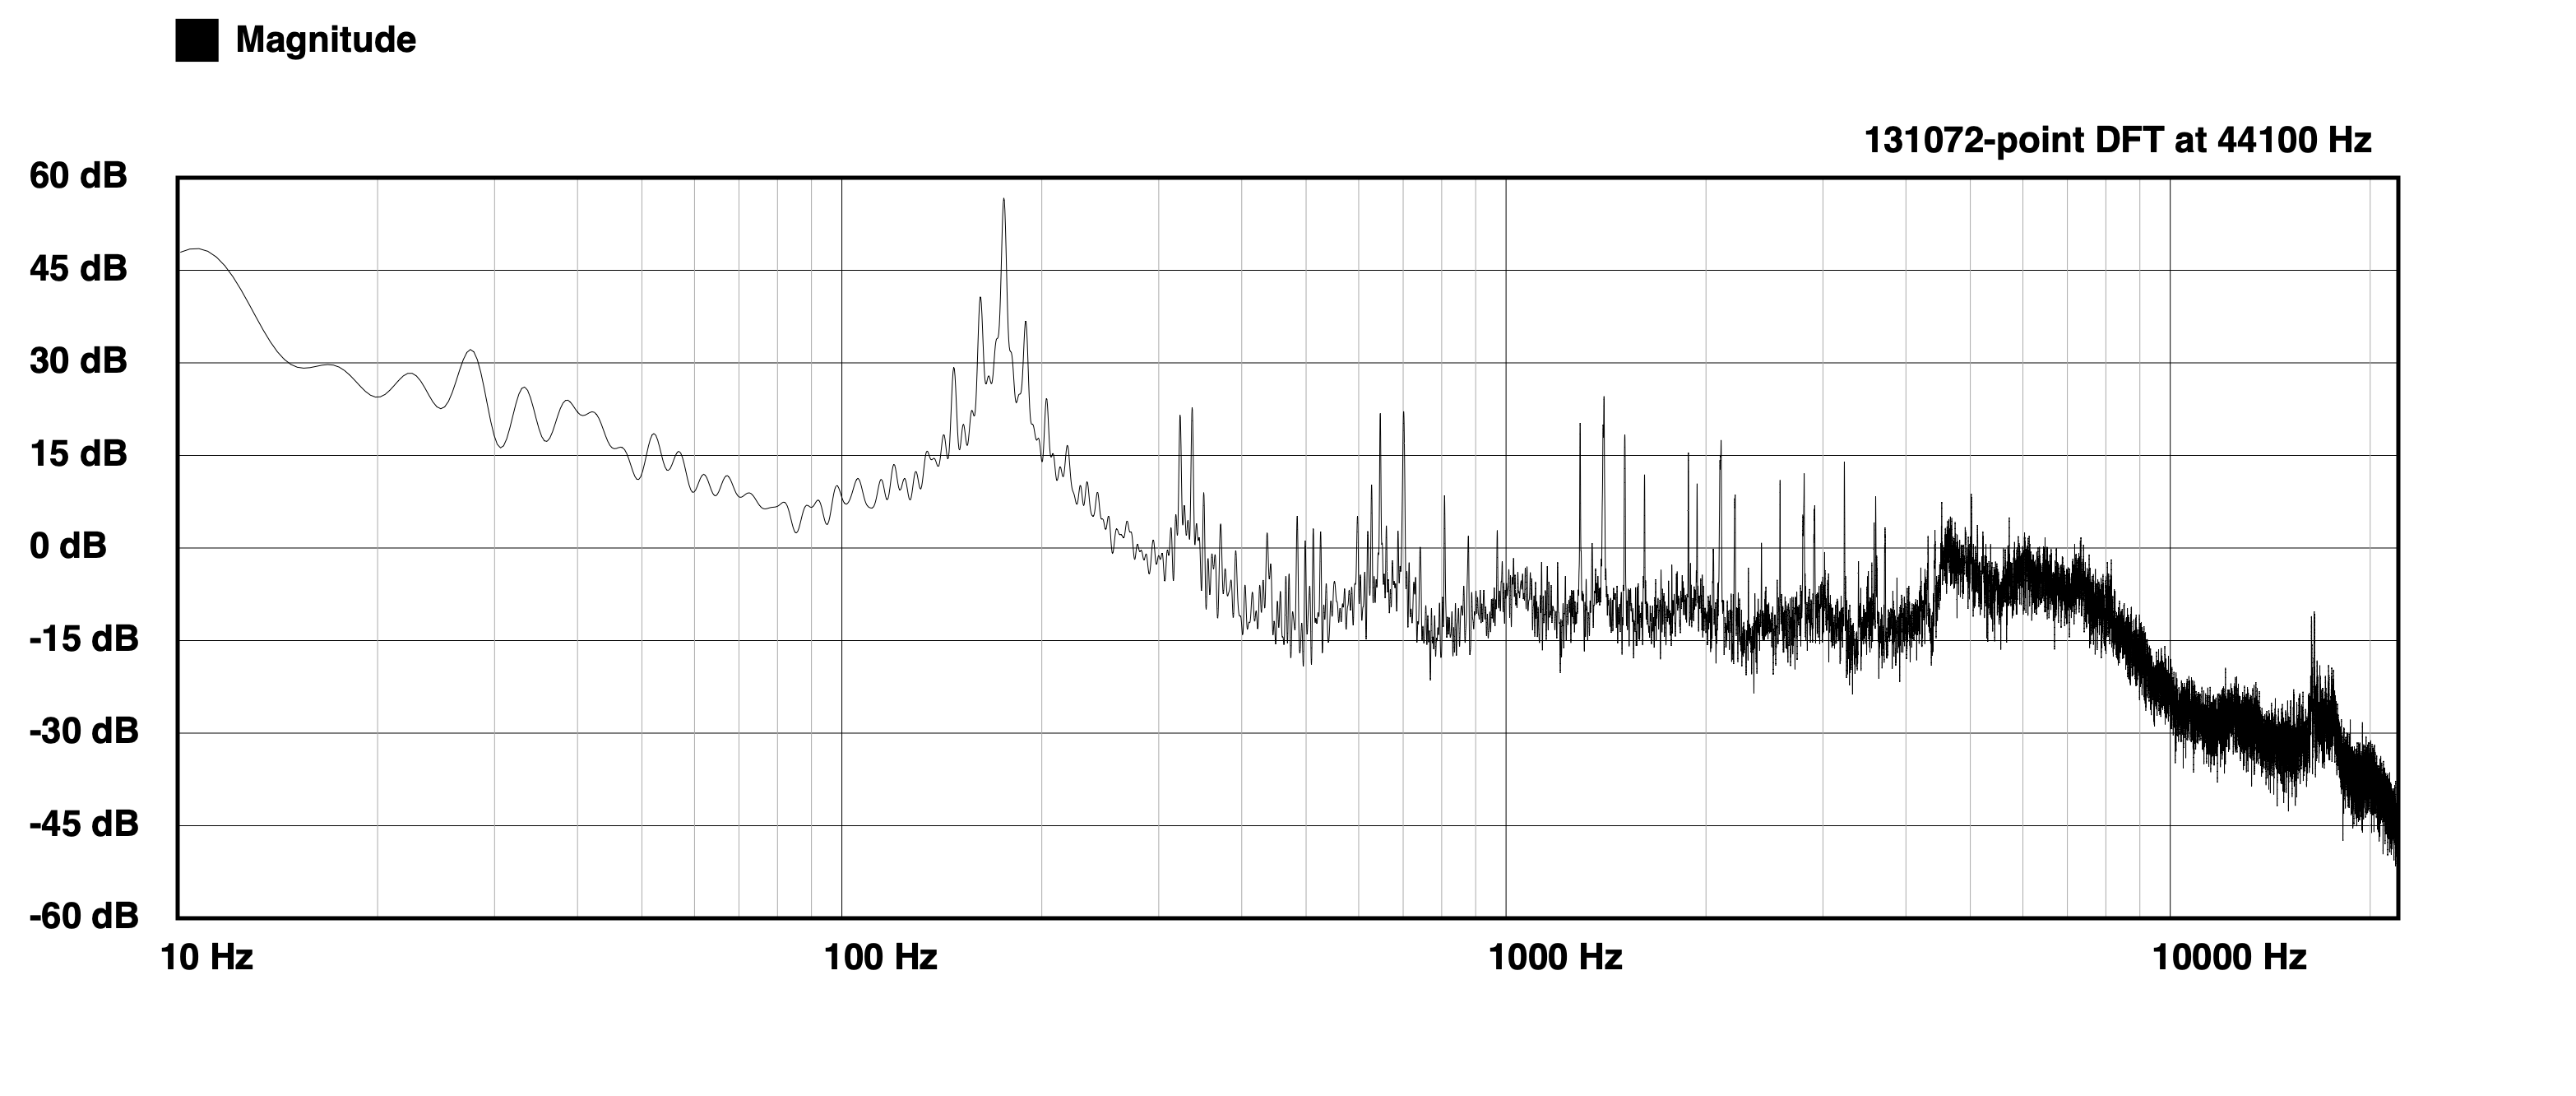 Magnitude
131072-point DFT at 44100 Hz
60 dB
45 dB
30 dB
15 dB
0 dB
-15 dB
-30 dB
-45 dB
-60 dB
10 Hz 100 Hz 1000 Hz 10000 Hz